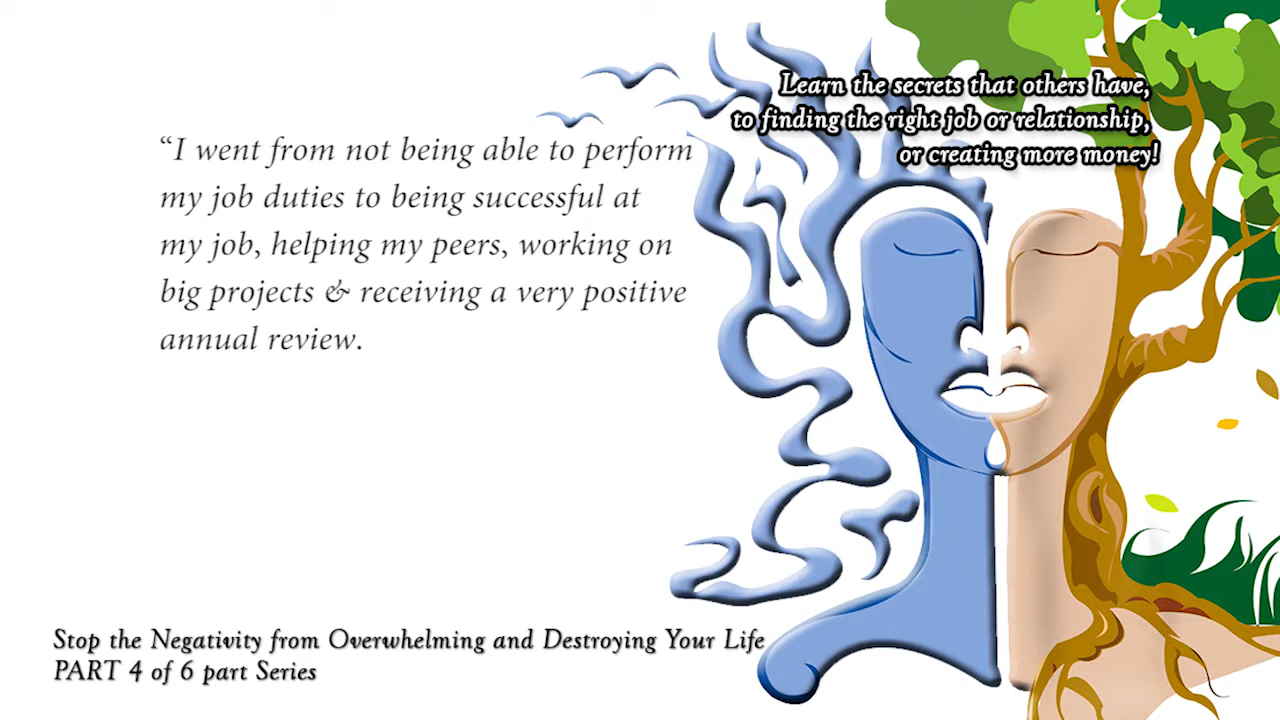 Learn the secrets that others have,
to finding the right job or relationship,
or creating more money!
“I went from not being able to perform
my job duties to being successful at
my job, helping my peers, working on
big projects & receiving a very positive
annual review.
Stop the Negativity from Overwhelming and Destroying Your Life
PART 4 of 6 part Series